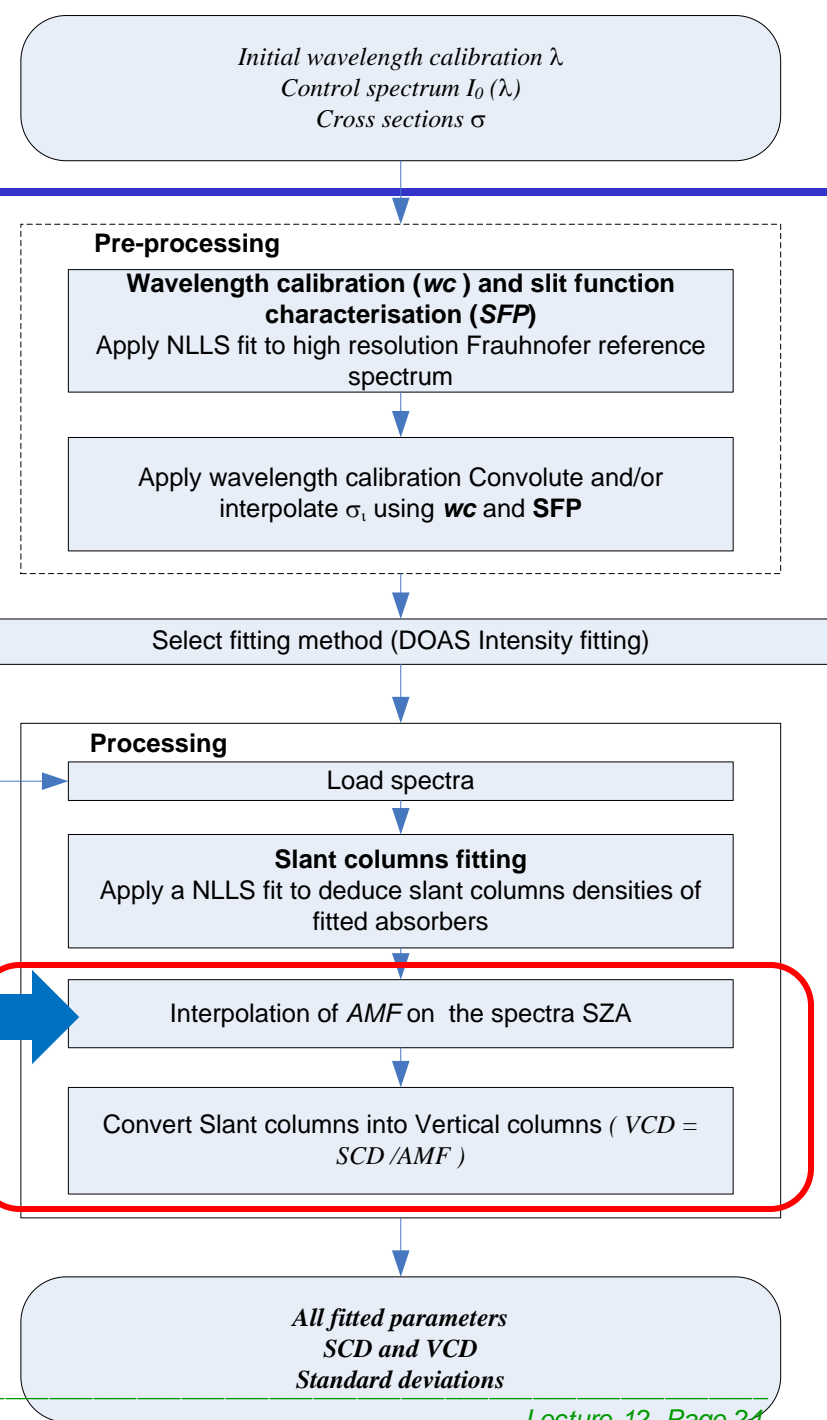 Initial wavelength calibration λ
Control spectrum I₀ (λ)
Cross sections σ
Pre-processing
Wavelength calibration (wc ) and slit function
characterisation (SFP)
Apply NLLS fit to high resolution Frauhnofer reference
spectrum
Apply wavelength calibration Convolute and/or
interpolate σι using wc and SFP
Select fitting method (DOAS Intensity fitting)
Processing
Load spectra
Slant columns fitting
Apply a NLLS fit to deduce slant columns densities of
fitted absorbers
Interpolation of AMF on the spectra SZA
Convert Slant columns into Vertical columns ( VCD =
SCD /AMF )
All fitted parameters
SCD and VCD
Standard deviations
Lecture 12 Page 24